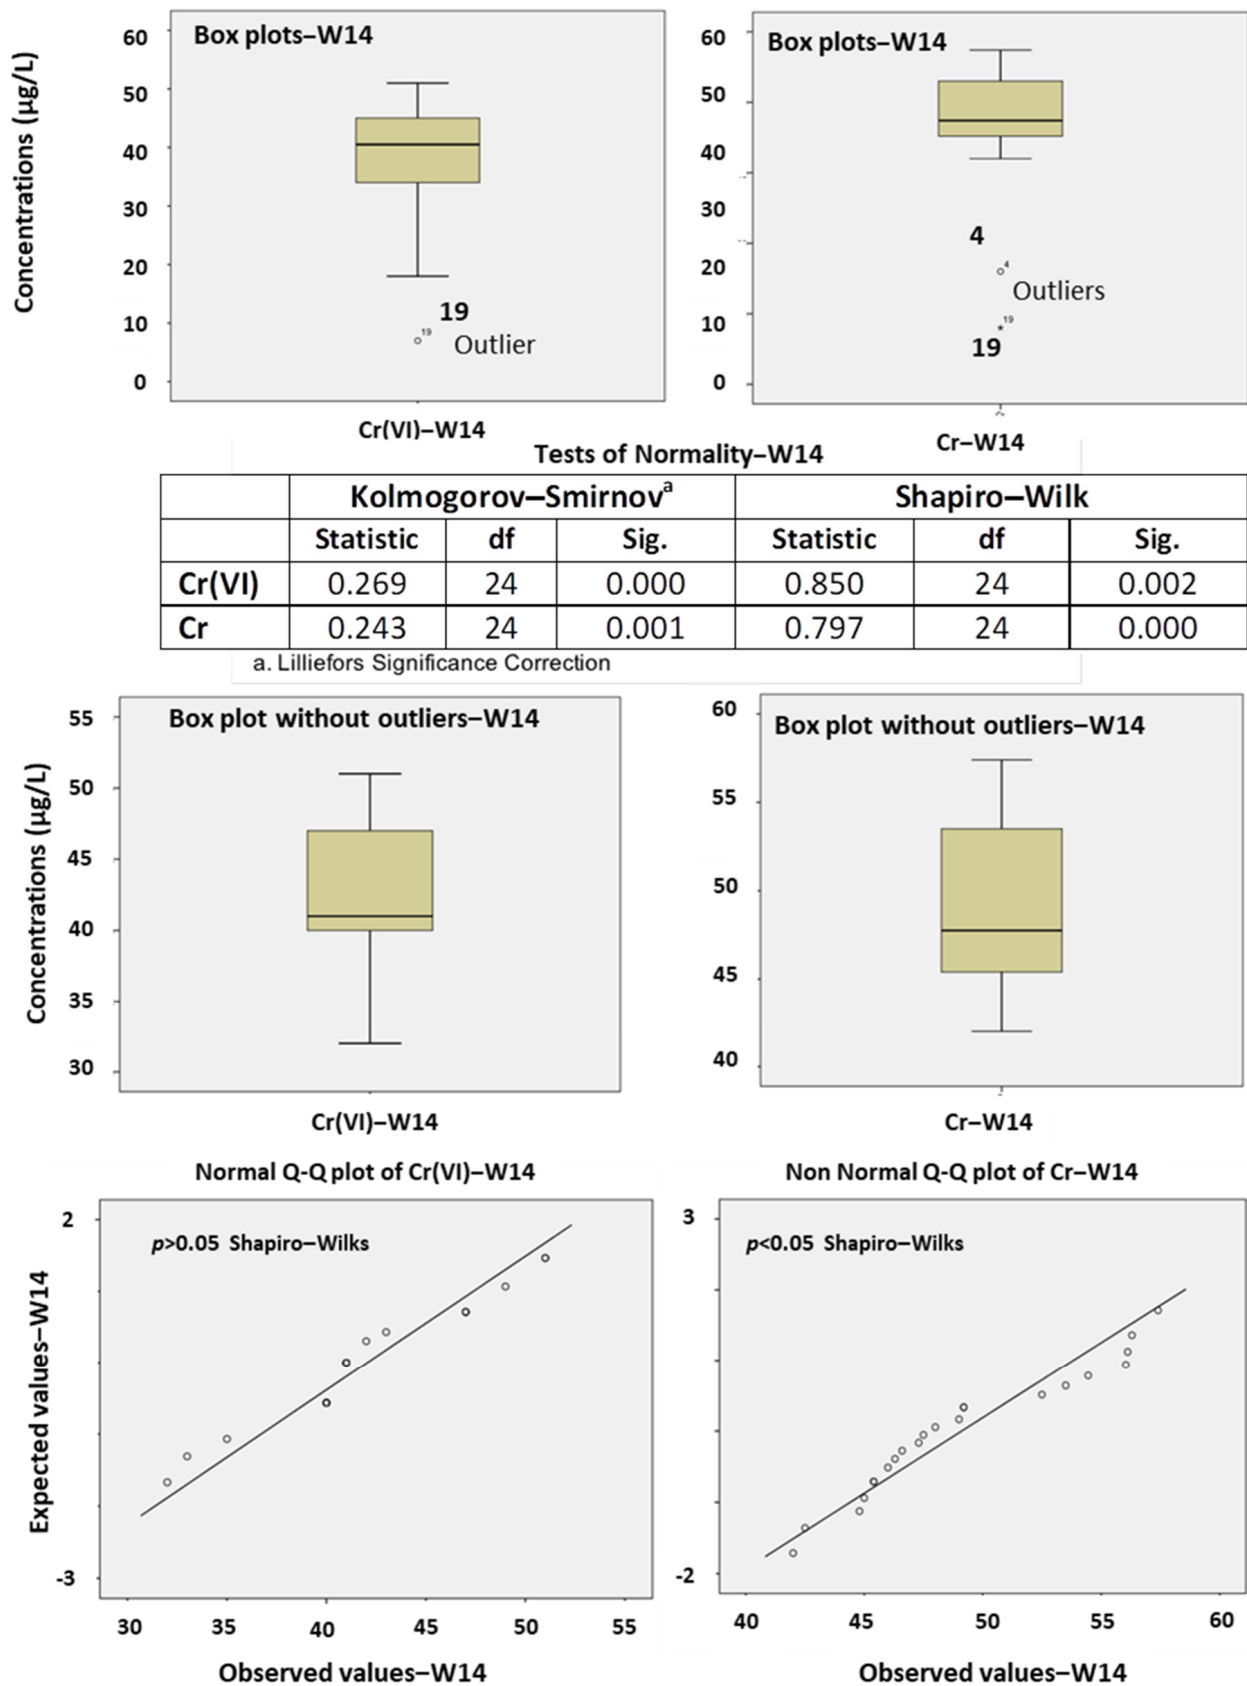 Box plots–W14
Concentrations (µg/L)
60
50
40
30
20
10
0
19
19
Outlier
Cr(VI)–W14
Box plots–W14
60
50
40
30
20
10
0
4
4
Outliers
19
19
Cr–W14
Tests of Normality–W14
Kolmogorov–Smirnovᵃ Shapiro–Wilk
Statistic df Sig. Statistic df Sig.
Cr(VI) 0.269 24 0.000 0.850 24 0.002
Cr 0.243 24 0.001 0.797 24 0.000
a. Lilliefors Significance Correction
Box plot without outliers–W14
Concentrations (µg/L)
55
50
45
40
35
30
Cr(VI)–W14
Box plot without outliers–W14
60
55
50
45
40
Cr–W14
Normal Q-Q plot of Cr(VI)–W14
p>0.05 Shapiro–Wilks
Expected values–W14
2
-3
30 35 40 45 50 55
Observed values–W14
Non Normal Q-Q plot of Cr–W14
p<0.05 Shapiro–Wilks
3
-2
40 45 50 55 60
Observed values–W14